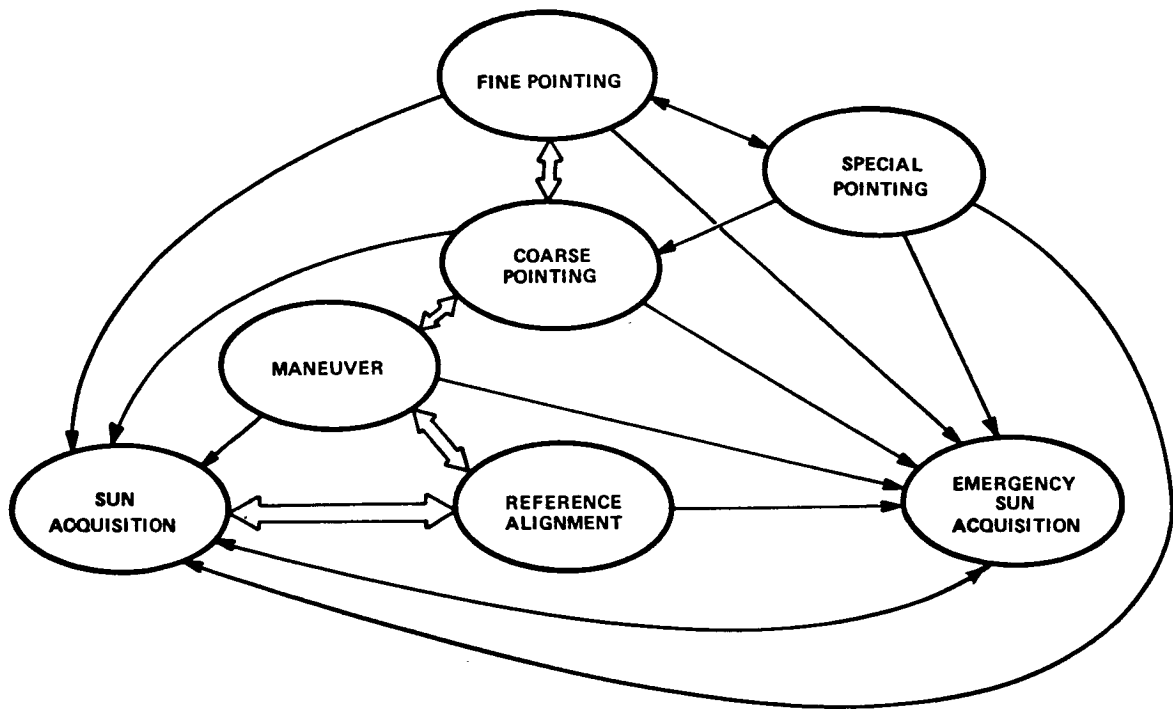 FINE POINTING
SPECIAL
POINTING
COARSE
POINTING
MANEUVER
SUN
ACQUISITION
REFERENCE
ALIGNMENT
EMERGENCY
SUN
ACQUISITION